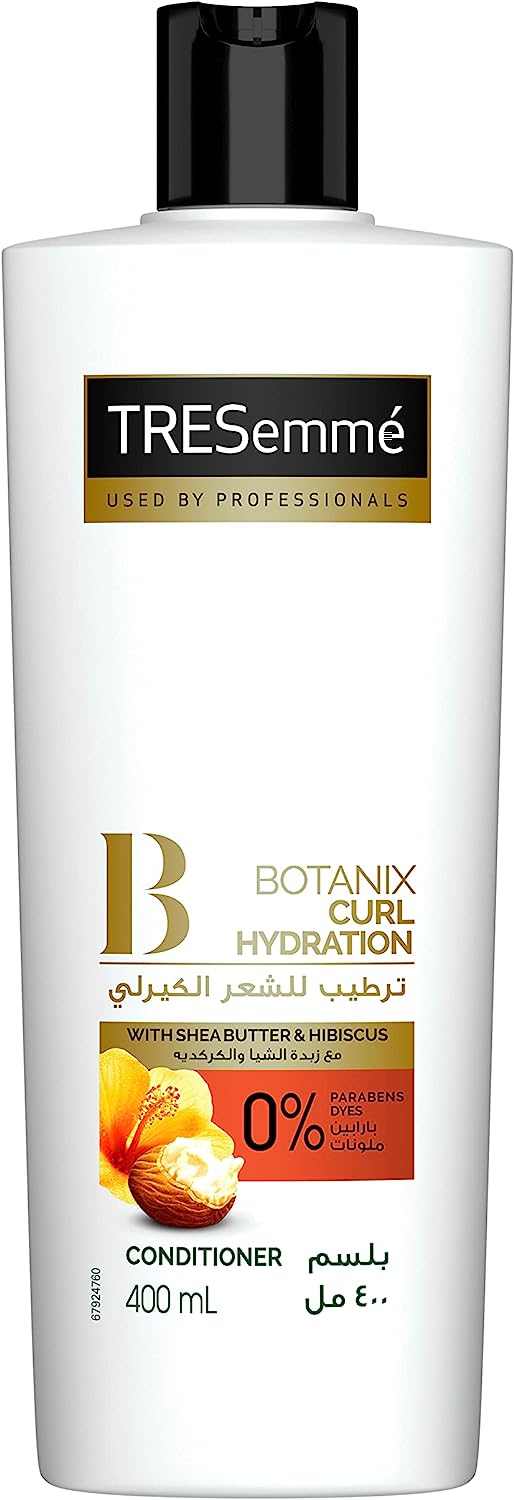 TRESemmé
USED BY PROFESSIONALS
B
BOTANIX
CURL
HYDRATION
ترطيب للشعر الكيرلي
WITH SHEA BUTTER & HIBISCUS
مع زبدة الشيا والكركديه
0%
PARABENS
DYES
بارابين
ملونات
CONDITIONER
بلسم
400 mL
٤٠٠ مل
67924760